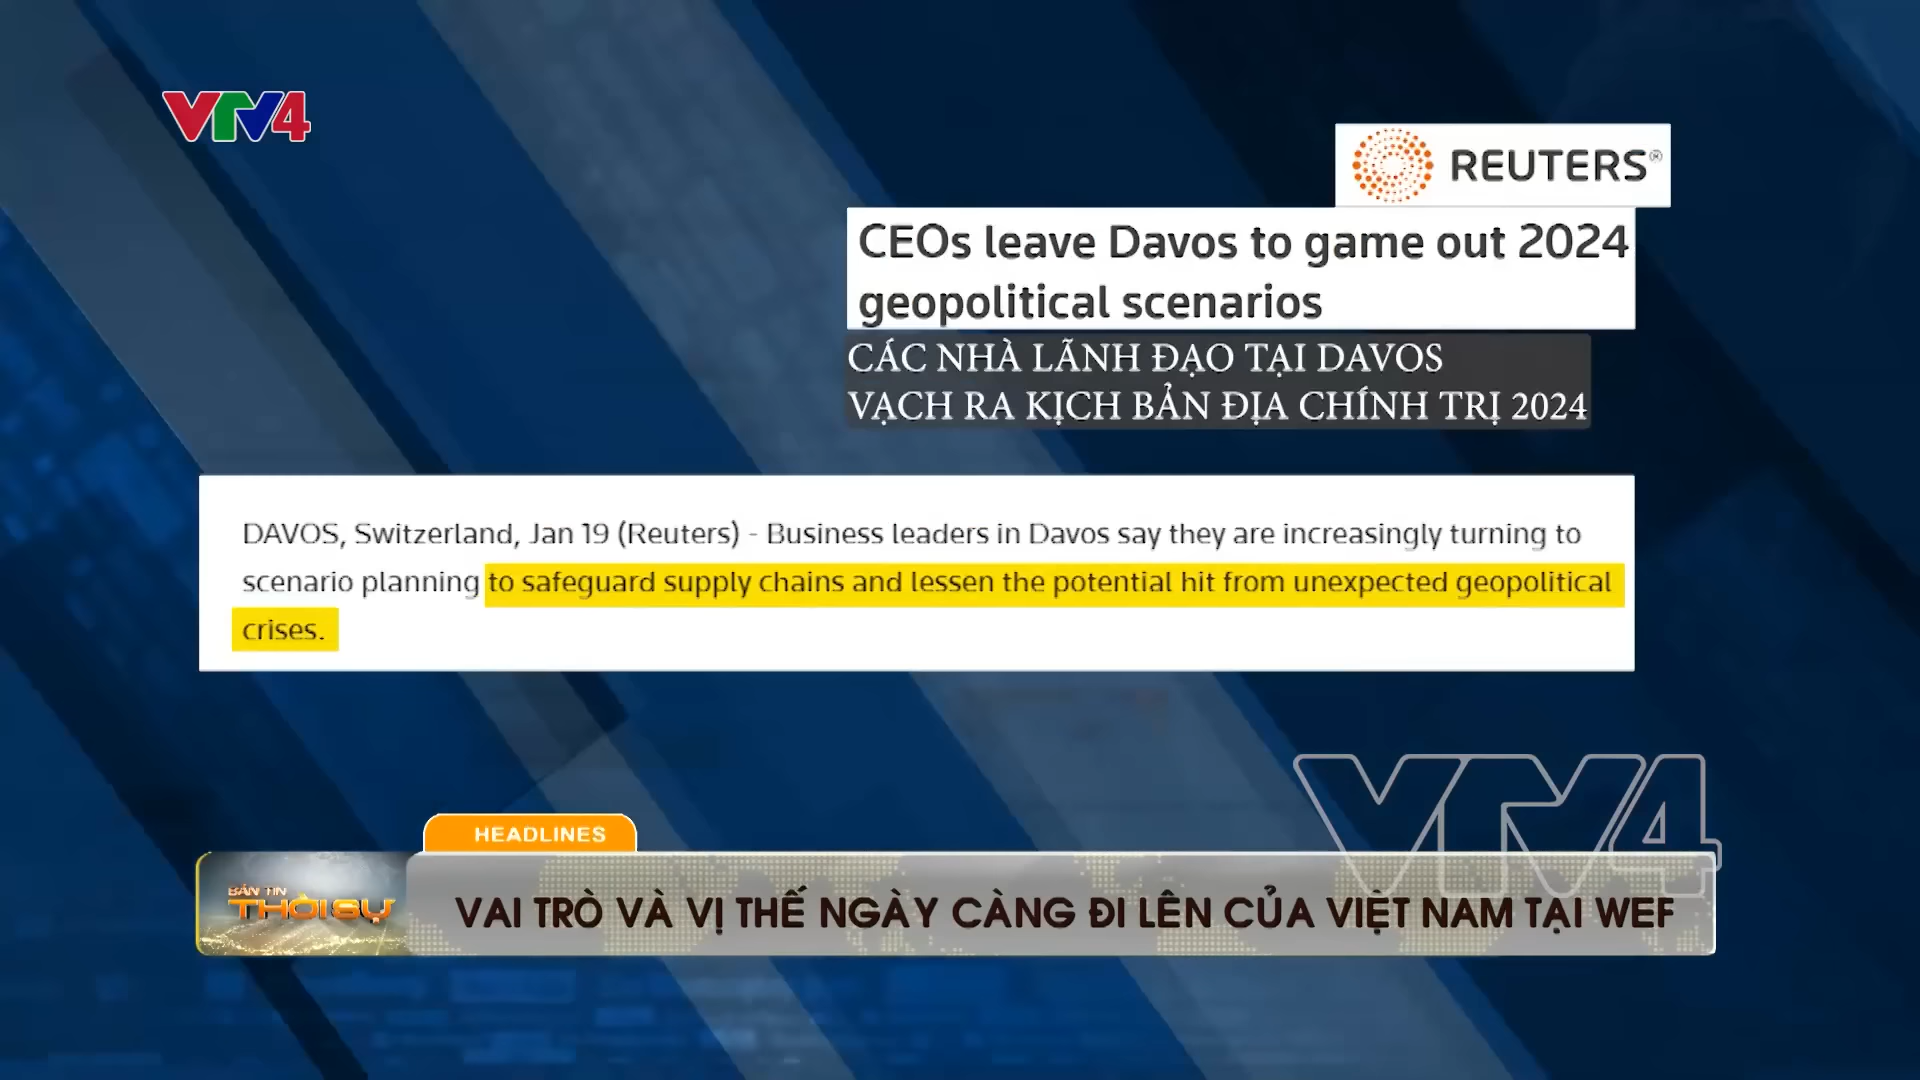 VTV4
REUTERS®
CEOs leave Davos to game out 2024
geopolitical scenarios
CÁC NHÀ LÃNH ĐẠO TẠI DAVOS
VẠCH RA KỊCH BẢN ĐỊA CHÍNH TRỊ 2024
DAVOS, Switzerland, Jan 19 (Reuters) - Business leaders in Davos say they are increasingly turning to
scenario planning to safeguard supply chains and lessen the potential hit from unexpected geopolitical
crises.
VTV4
HEADLINES
BẢN TIN
THỜI SỰ
VAI TRÒ VÀ VỊ THẾ NGÀY CÀNG ĐI LÊN CỦA VIỆT NAM TẠI WEF